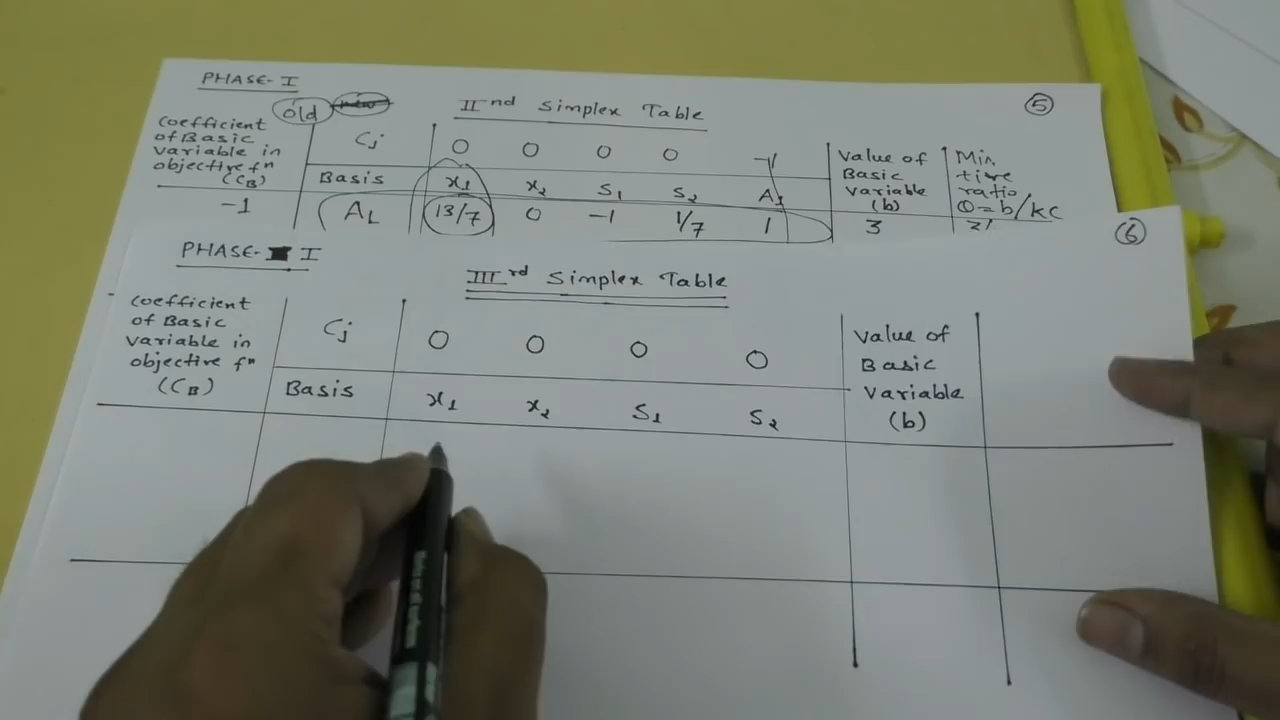 PHASE- I
old
IInd Simplex Table
5
Coefficient
of Basic
variable in
objective fn
(CB)
Cj
0 0 0 0 -1
Value of
Basic
variable
(b)
Min
tive
ratio
θ=b/kc
Basis
x1 x2 S1 S2 A1
-1 A1 13/7 0 -1 1/7 1 3 21
PHASE- I
IIIrd Simplex Table
6
Coefficient
of Basic
variable in
objective fn
(CB)
Cj
0 0 0 0
Value of
Basic
Variable
(b)
Basis
x1 x2 S1 S2